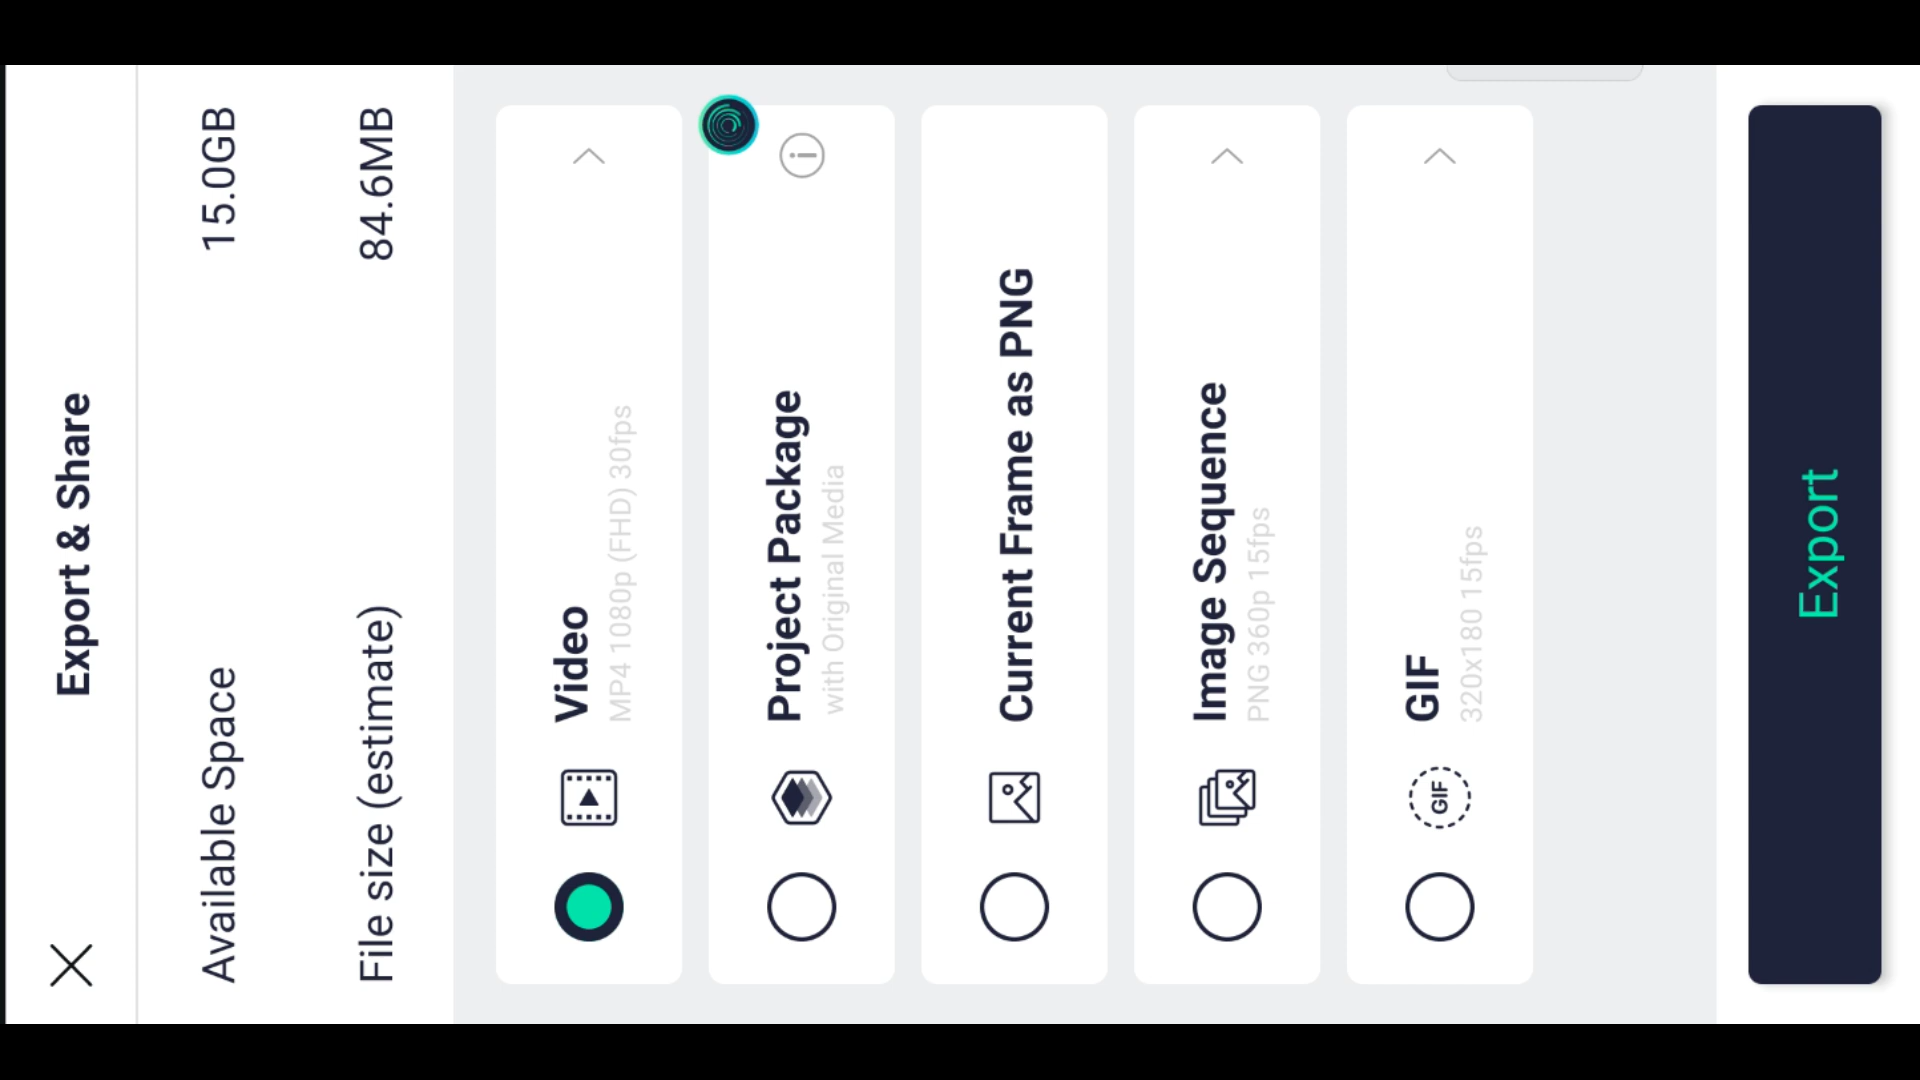 Export & Share
Available Space 15.0GB
File size (estimate) 84.6MB
Video
MP4 1080p (FHD) 30fps
Project Package
with Original Media
Current Frame as PNG
Image Sequence
PNG 360p 15fps
GIF
GIF
320x180 15fps
Export